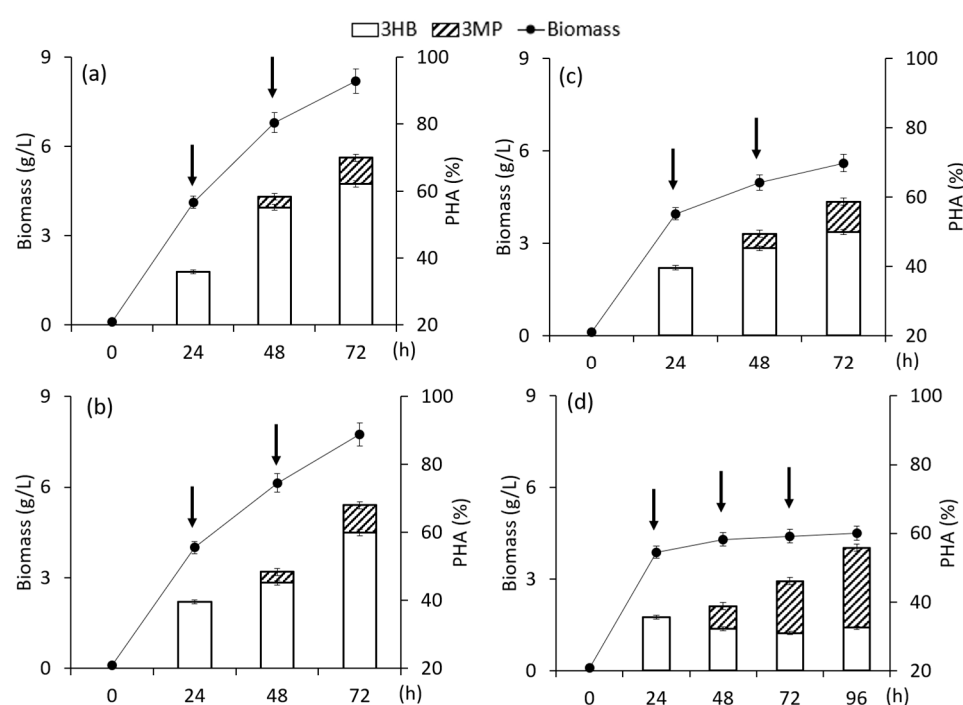 3HB 3MP Biomass
(a)
Biomass (g/L)
9
6
3
0
100
80
60
40
20
PHA (%)
0 24 48 72 (h)
(c)
Biomass (g/L)
9
6
3
0
100
80
60
40
20
PHA (%)
0 24 48 72 (h)
(b)
Biomass (g/L)
9
6
3
0
100
80
60
40
20
PHA (%)
0 24 48 72 (h)
(d)
Biomass (g/L)
9
6
3
0
100
80
60
40
20
PHA (%)
0 24 48 72 96 (h)